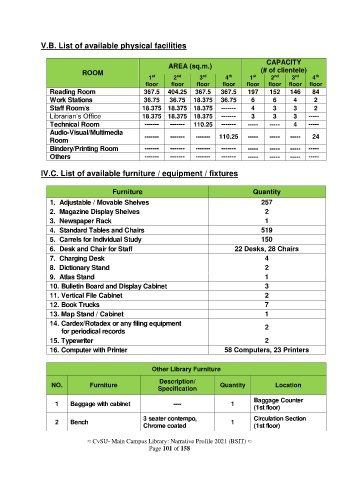 V.B. List of available physical facilities
ROOM AREA (sq.m.) CAPACITY (# of clientele)
1st floor 2nd floor 3rd floor 4th floor 1st floor 2nd floor 3rd floor 4th floor
Reading Room 367.5 404.25 367.5 367.5 197 152 146 84
Work Stations 36.75 36.75 18.375 36.75 6 6 4 2
Staff Room/s 18.375 18.375 18.375 ------- 4 3 3 2
Librarian's Office 18.375 18.375 18.375 ------- 3 3 3 -----
Technical Room ------- ------- 110.25 ------- ----- ----- 4 -----
Audio-Visual/Multimedia Room ------- ------- ------- 110.25 ----- ----- ----- 24
Bindery/Printing Room ------- ------- ------- ------- ----- ----- ----- -----
Others ------- ------- ------- ------- ----- ----- ----- -----
IV.C. List of available furniture / equipment / fixtures
Furniture Quantity
1. Adjustable / Movable Shelves 257
2. Magazine Display Shelves 2
3. Newspaper Rack 1
4. Standard Tables and Chairs 519
5. Carrels for Individual Study 150
6. Desk and Chair for Staff 22 Desks, 28 Chairs
7. Charging Desk 4
8. Dictionary Stand 2
9. Atlas Stand 1
10. Bulletin Board and Display Cabinet 3
11. Vertical File Cabinet 2
12. Book Trucks 7
13. Map Stand / Cabinet 1
14. Cardex/Rotadex or any filing equipment
for periodical records 2
15. Typewriter 2
16. Computer with Printer 58 Computers, 23 Printers
Other Library Furniture
NO. Furniture Description/ Specification Quantity Location
1 Baggage with cabinet ---- 1 Baggage Counter (1st floor)
2 Bench 3 seater contempo, Chrome coated 1 Circulation Section (1st floor)
≈ CvSU- Main Campus Library: Narrative Profile 2021 (BSIT) ≈
Page 101 of 158